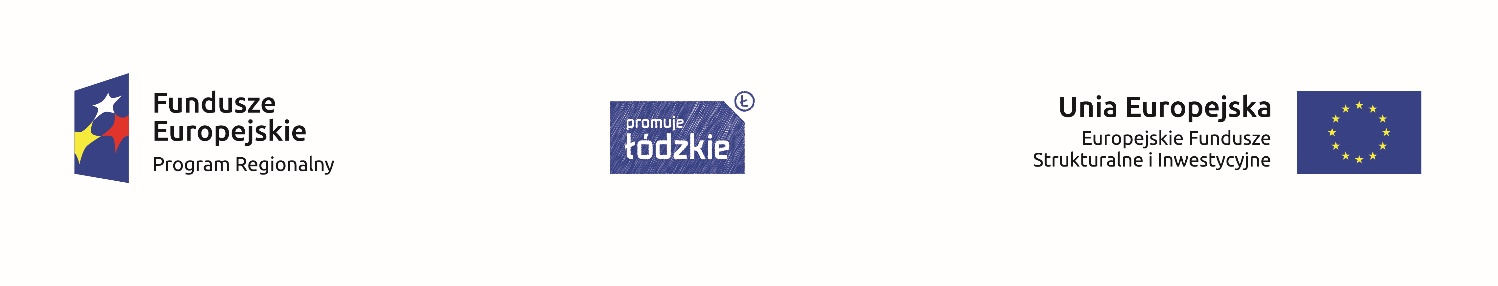 Fundusze
Europejskie
Program Regionalny
promuje
łódzkie
Ł
Unia Europejska
Europejskie Fundusze
Strukturalne i Inwestycyjne